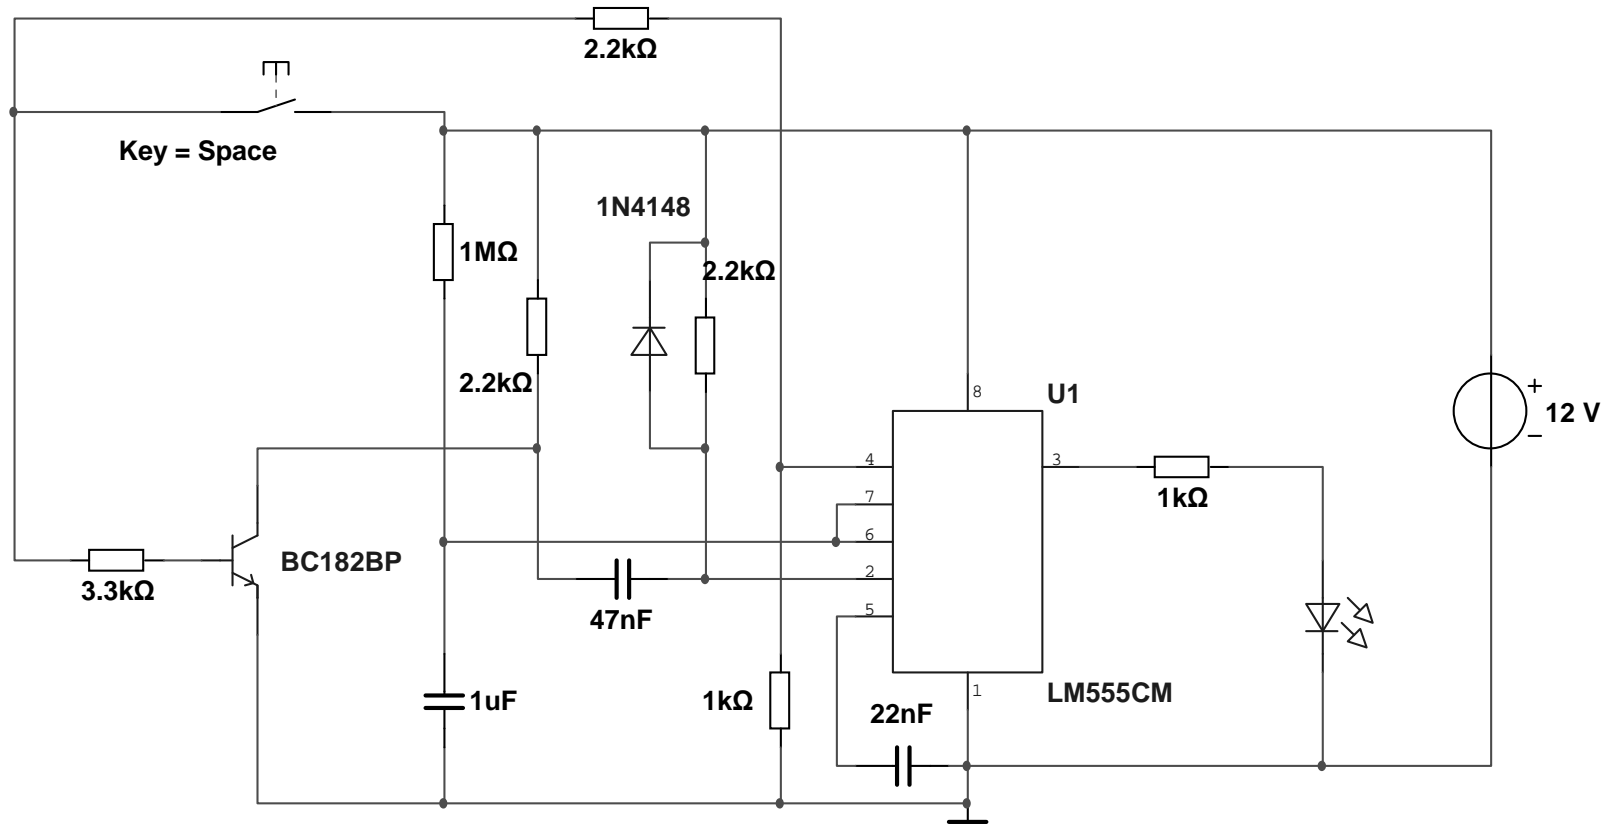 2.2kΩ
Key = Space
1N4148
1MΩ
2.2kΩ
2.2kΩ
8
U1
+
12 V
−
4
3
7
1kΩ
6
BC182BP
2
3.3kΩ
5
47nF
1uF
1kΩ
1
LM555CM
22nF